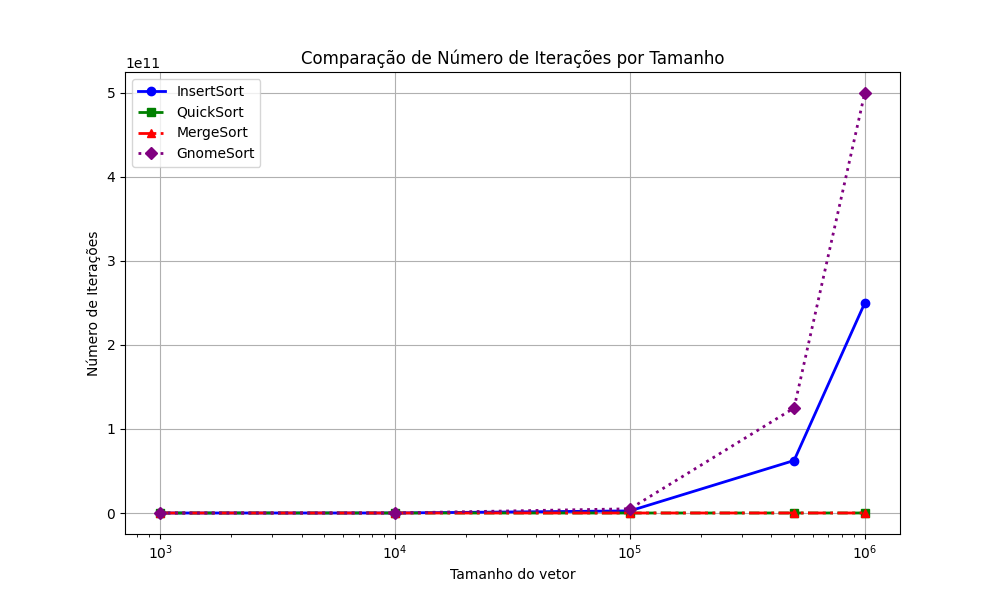 Comparação de Número de Iterações por Tamanho
1e11
InsertSort
QuickSort
MergeSort
GnomeSort
5
4
3
2
1
0
Número de Iterações
10³
10⁴
10⁵
10⁶
Tamanho do vetor